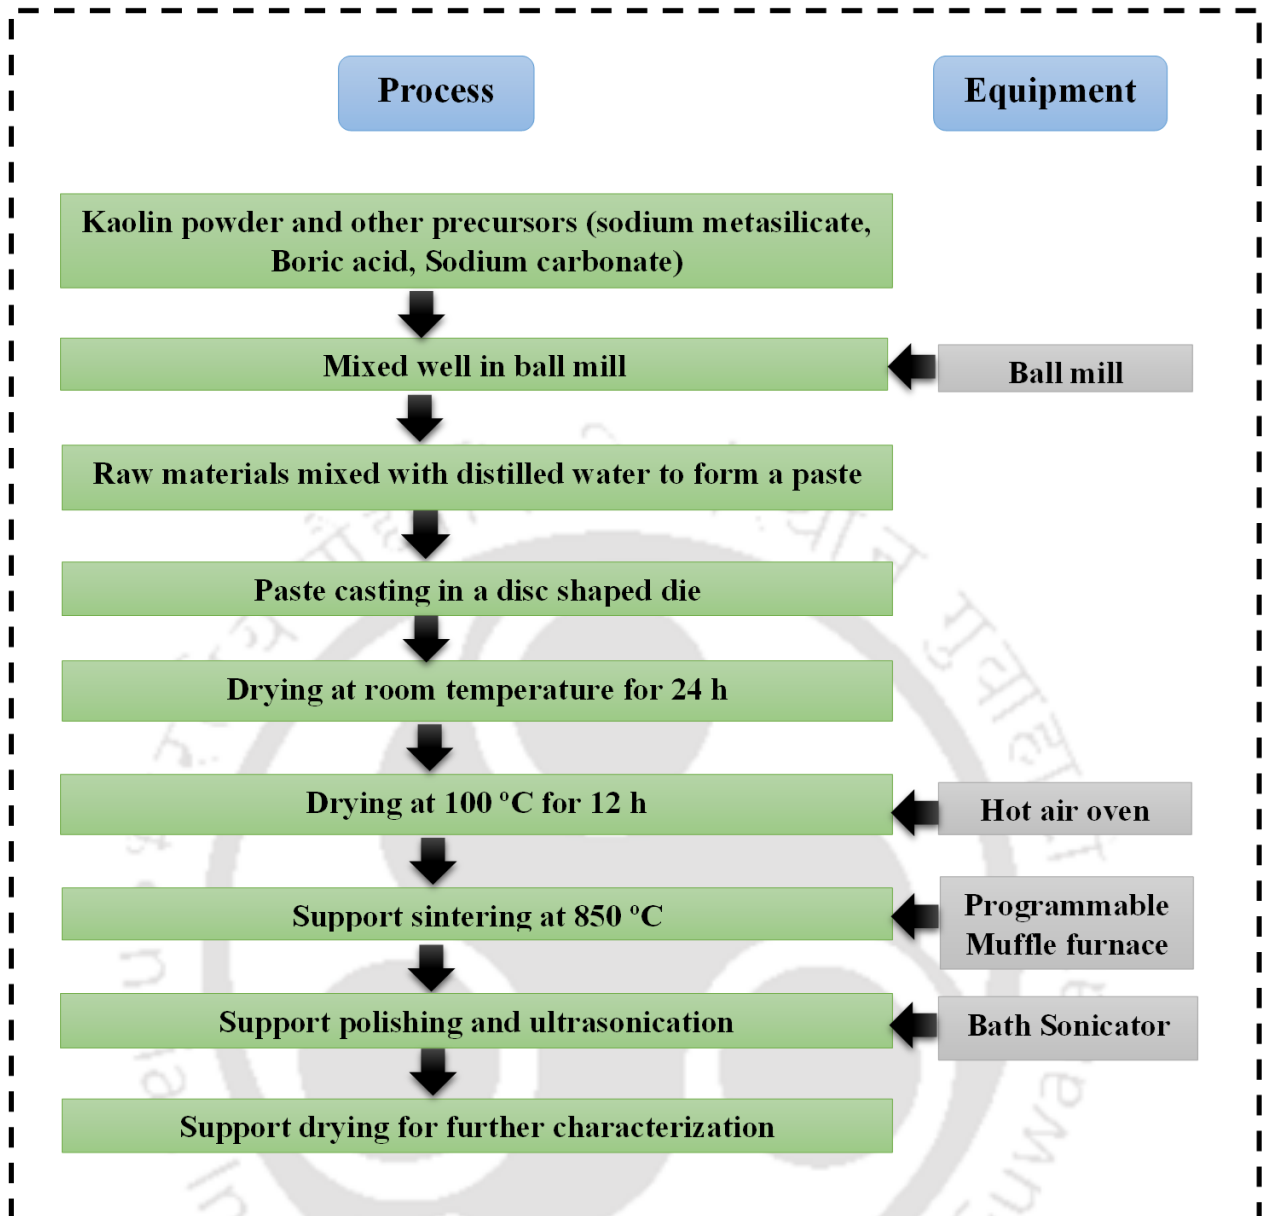 Process
Equipment
Kaolin powder and other precursors (sodium metasilicate,
Boric acid, Sodium carbonate)
Mixed well in ball mill
Ball mill
Raw materials mixed with distilled water to form a paste
Paste casting in a disc shaped die
Drying at room temperature for 24 h
Drying at 100 ºC for 12 h
Hot air oven
Support sintering at 850 ºC
Programmable
Muffle furnace
Support polishing and ultrasonication
Bath Sonicator
Support drying for further characterization